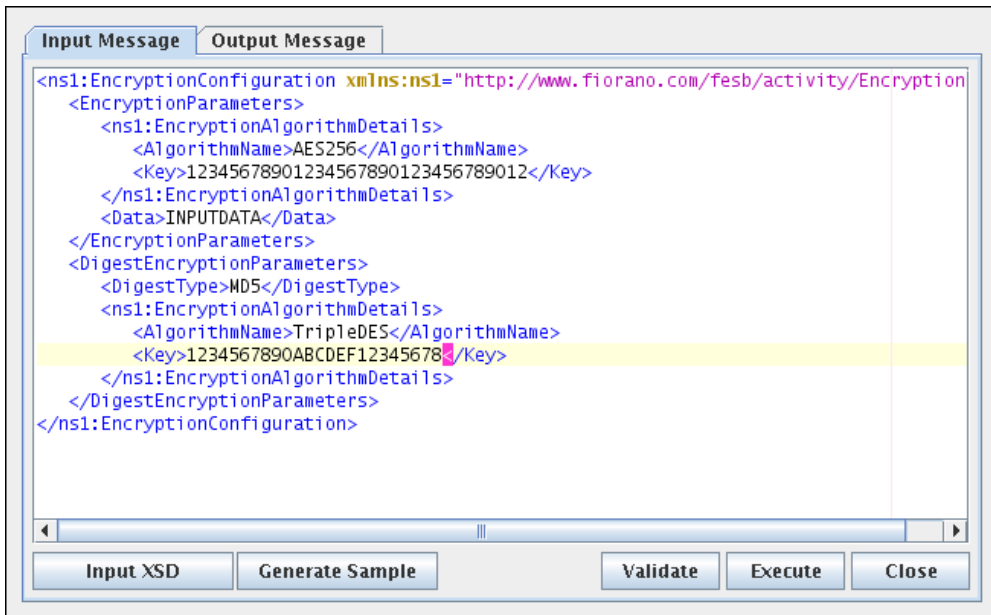 Input Message Output Message
<ns1:EncryptionConfiguration xmlns:ns1="http://www.fiorano.com/fesb/activity/Encryption
<EncryptionParameters>
<ns1:EncryptionAlgorithmDetails>
<AlgorithmName>AES256</AlgorithmName>
<Key>12345678901234567890123456789012</Key>
</ns1:EncryptionAlgorithmDetails>
<Data>INPUTDATA</Data>
</EncryptionParameters>
<DigestEncryptionParameters>
<DigestType>MD5</DigestType>
<ns1:EncryptionAlgorithmDetails>
<AlgorithmName>TripleDES</AlgorithmName>
<Key>1234567890ABCDEF12345678</Key>
</ns1:EncryptionAlgorithmDetails>
</DigestEncryptionParameters>
</ns1:EncryptionConfiguration>
Input XSD Generate Sample Validate Execute Close